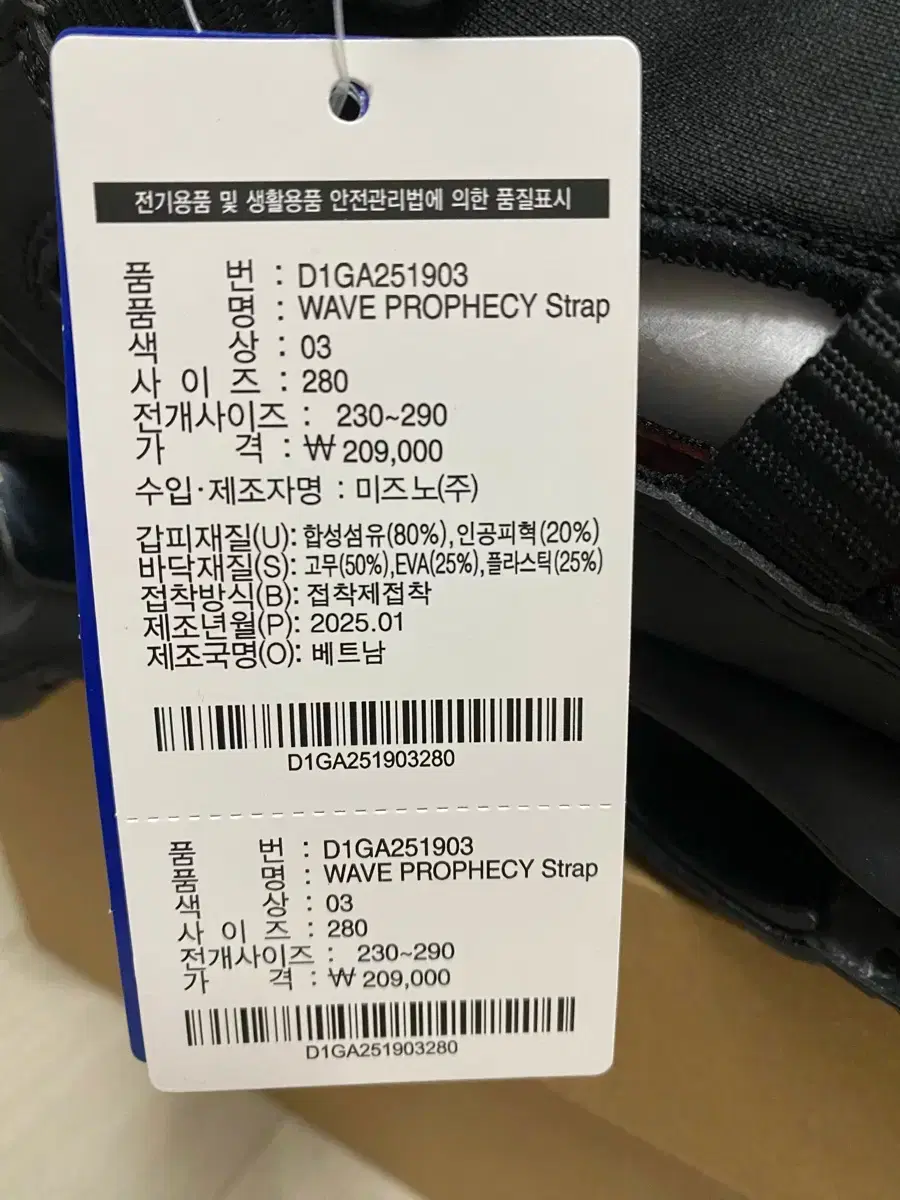 전기용품 및 생활용품 안전관리법에 의한 품질표시
품 번 : D1GA251903
품 명 : WAVE PROPHECY Strap
색 상 : 03
사 이 즈 : 280
전개사이즈 : 230~290
가 격 : ₩ 209,000
수입·제조자명 : 미즈노(주)
갑피재질(U): 합성섬유(80%), 인공피혁(20%)
바닥재질(S): 고무(50%), EVA(25%), 플라스틱(25%)
접착방식(B): 접착제접착
제조년월(P): 2025.01
제조국명(O): 베트남
D1GA251903280
품 번 : D1GA251903
품 명 : WAVE PROPHECY Strap
색 상 : 03
사 이 즈 : 280
전개사이즈 : 230~290
가 격 : ₩ 209,000
D1GA251903280